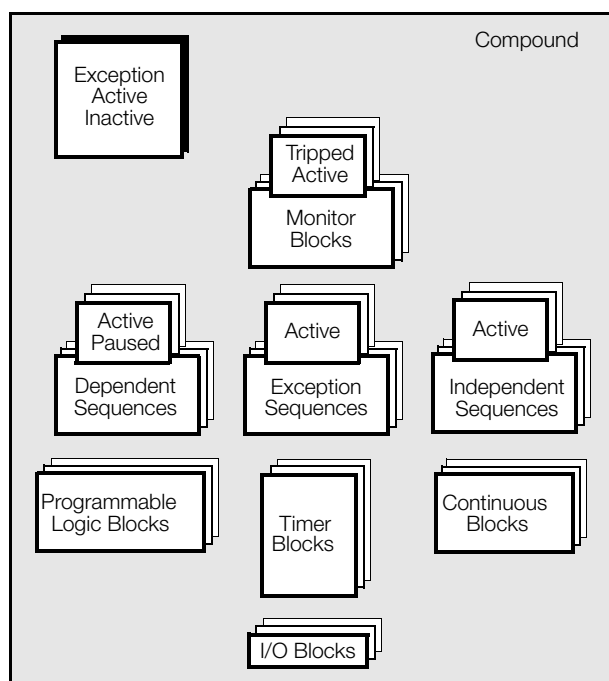 Compound
Exception
Active
Inactive
Tripped
Active
Monitor
Blocks
Active
Paused
Dependent
Sequences
Active
Exception
Sequences
Active
Independent
Sequences
Programmable
Logic Blocks
Timer
Blocks
Continuous
Blocks
I/O Blocks